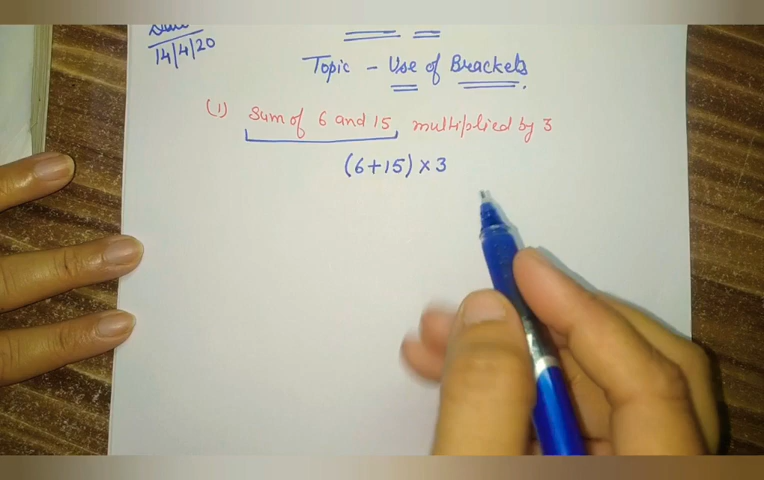 14/4/20
Topic - Use of Brackets.
(1) Sum of 6 and 15 multiplied by 3
(6+15) × 3